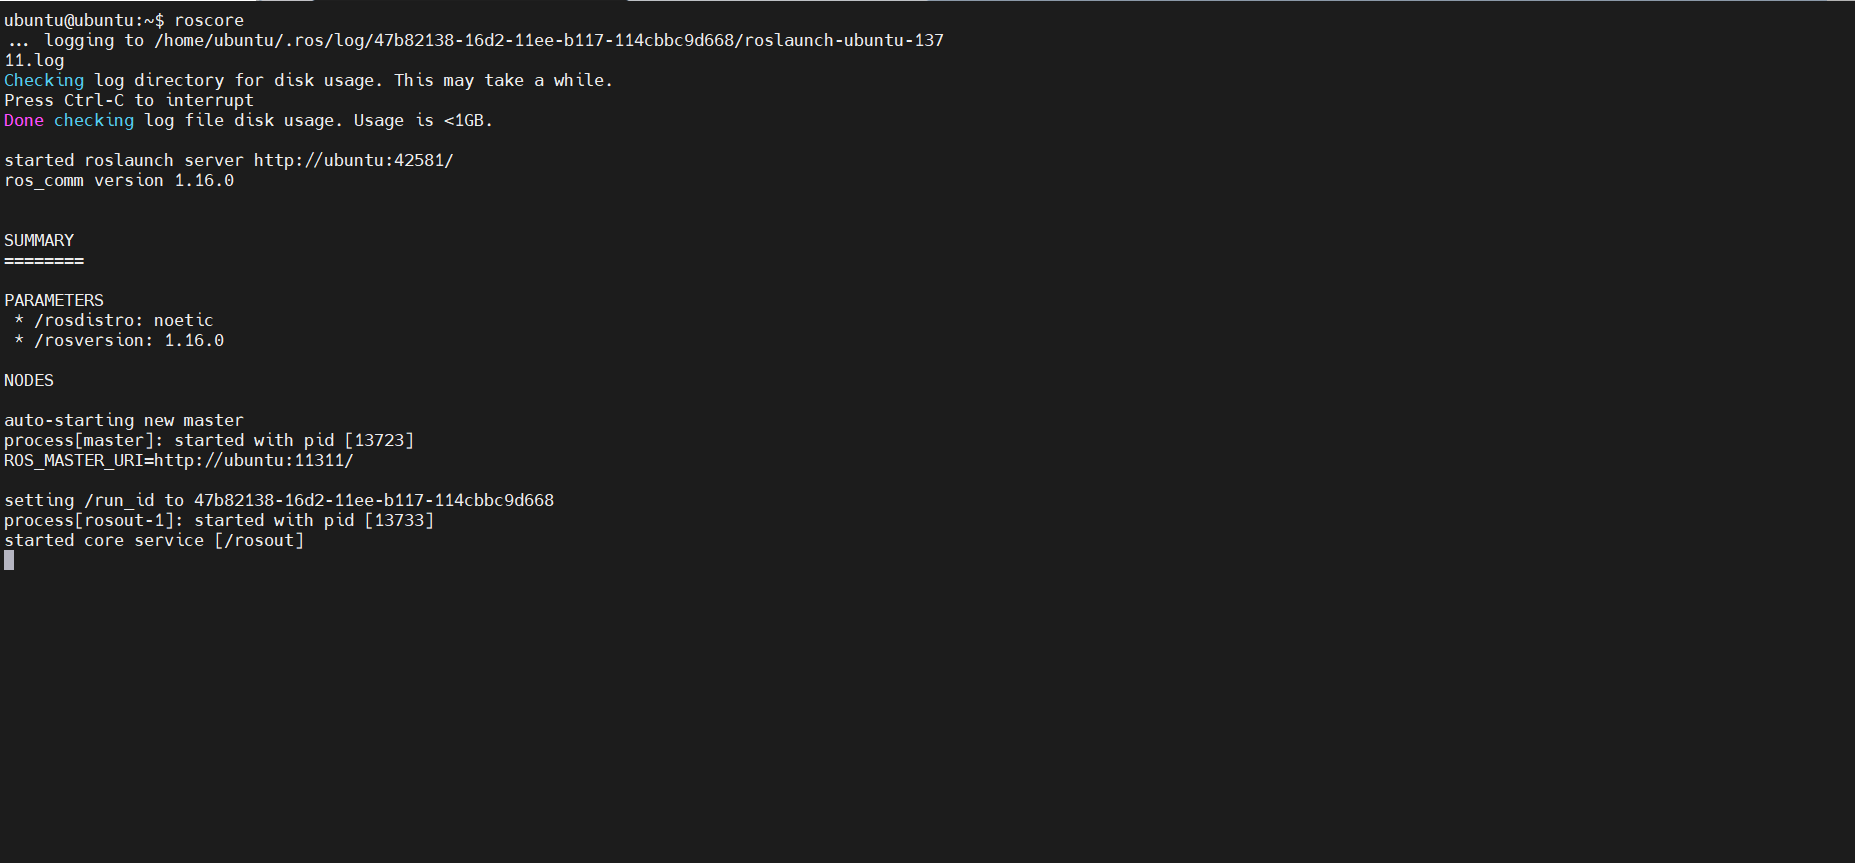 ubuntu@ubuntu:~$ roscore
... logging to /home/ubuntu/.ros/log/47b82138-16d2-11ee-b117-114cbbc9d668/roslaunch-ubuntu-137
11.log
Checking log directory for disk usage. This may take a while.
Press Ctrl-C to interrupt
Done checking log file disk usage. Usage is <1GB.
started roslaunch server http://ubuntu:42581/
ros_comm version 1.16.0
SUMMARY
========
PARAMETERS
 * /rosdistro: noetic
 * /rosversion: 1.16.0
NODES
auto-starting new master
process[master]: started with pid [13723]
ROS_MASTER_URI=http://ubuntu:11311/
setting /run_id to 47b82138-16d2-11ee-b117-114cbbc9d668
process[rosout-1]: started with pid [13733]
started core service [/rosout]